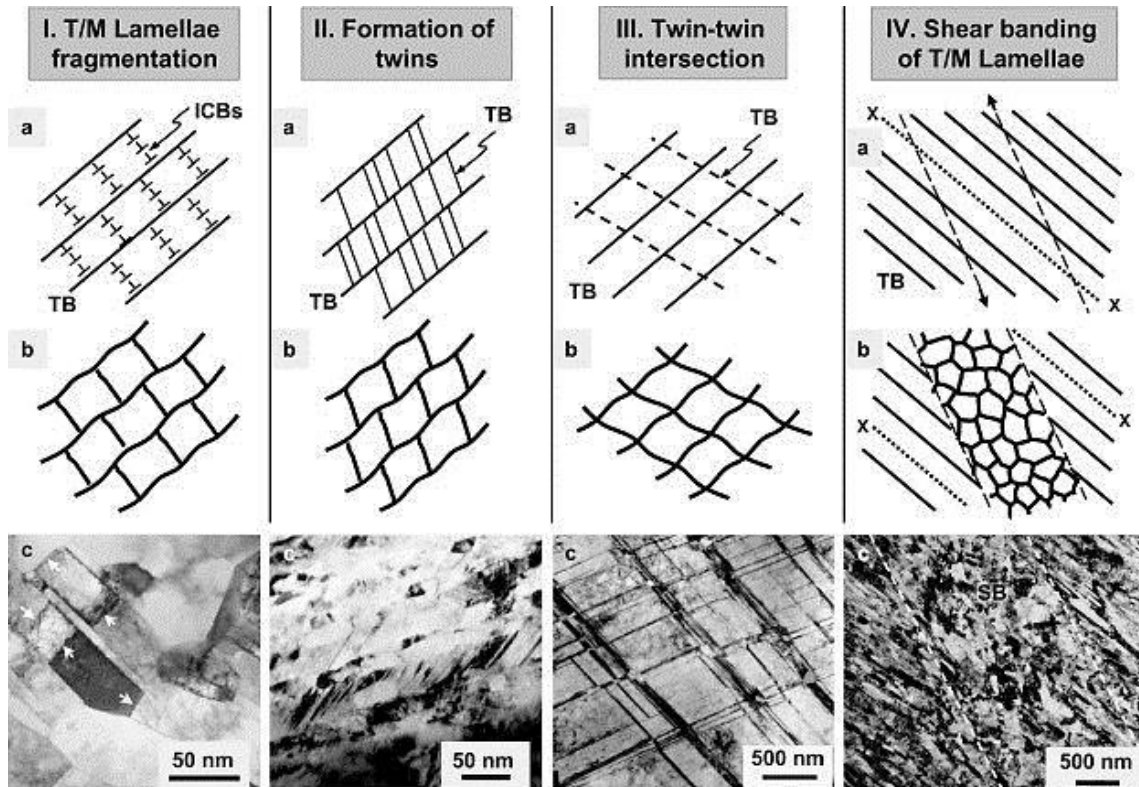 I. T/M Lamellae
fragmentation
II. Formation of
twins
III. Twin-twin
intersection
IV. Shear banding
of T/M Lamellae
a
ICBs
TB
a
TB
TB
a
TB
TB
a
X
X
TB
b
b
b
b
X
X
c
50 nm
c
50 nm
c
500 nm
c
SB
500 nm